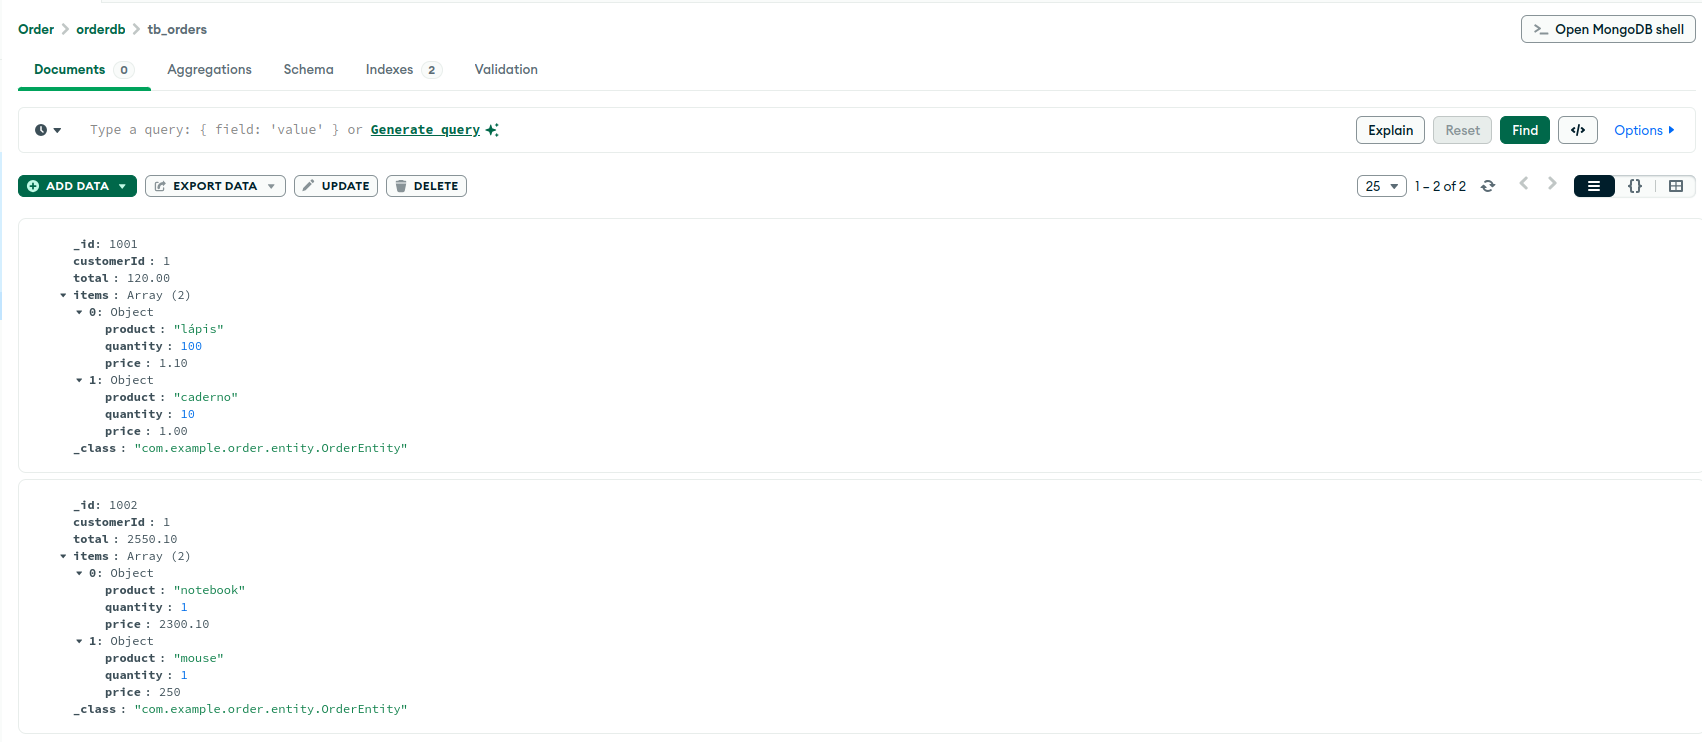 Order > orderdb > tb_orders
>_ Open MongoDB shell
Documents 0 Aggregations Schema Indexes 2 Validation
Type a query: { field: 'value' } or Generate query
Explain Reset Find </> Options
ADD DATA EXPORT DATA UPDATE DELETE
25 1 – 2 of 2 {}
_id: 1001
customerId : 1
total : 120.00
items : Array (2)
0: Object
product : "lápis"
quantity : 100
price : 1.10
1: Object
product : "caderno"
quantity : 10
price : 1.00
_class : "com.example.order.entity.OrderEntity"
_id: 1002
customerId : 1
total : 2550.10
items : Array (2)
0: Object
product : "notebook"
quantity : 1
price : 2300.10
1: Object
product : "mouse"
quantity : 1
price : 250
_class : "com.example.order.entity.OrderEntity"